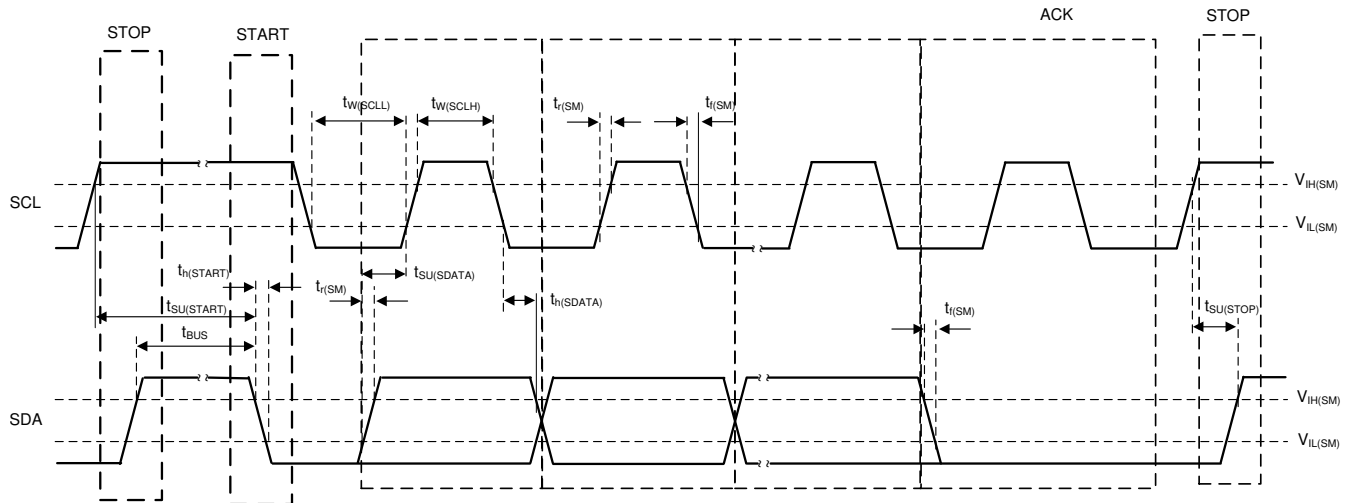 STOP START ACK STOP
tW(SCLL) tW(SCLH) tr(SM) tf(SM)
VIH(SM)
SCL
VIL(SM)
th(START) tSU(SDATA)
tr(SM) th(SDATA)
tSU(START) tf(SM) tSU(STOP)
tBUS
VIH(SM)
SDA
VIL(SM)